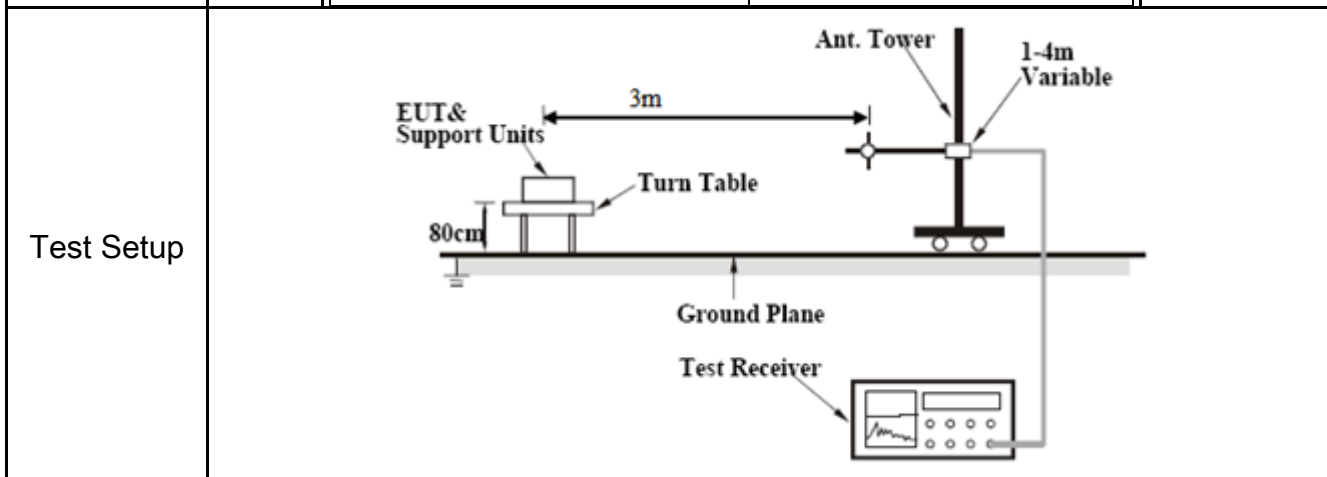 Test Setup
Ant. Tower
1-4m
Variable
3m
EUT&
Support Units
Turn Table
80cm
Ground Plane
Test Receiver